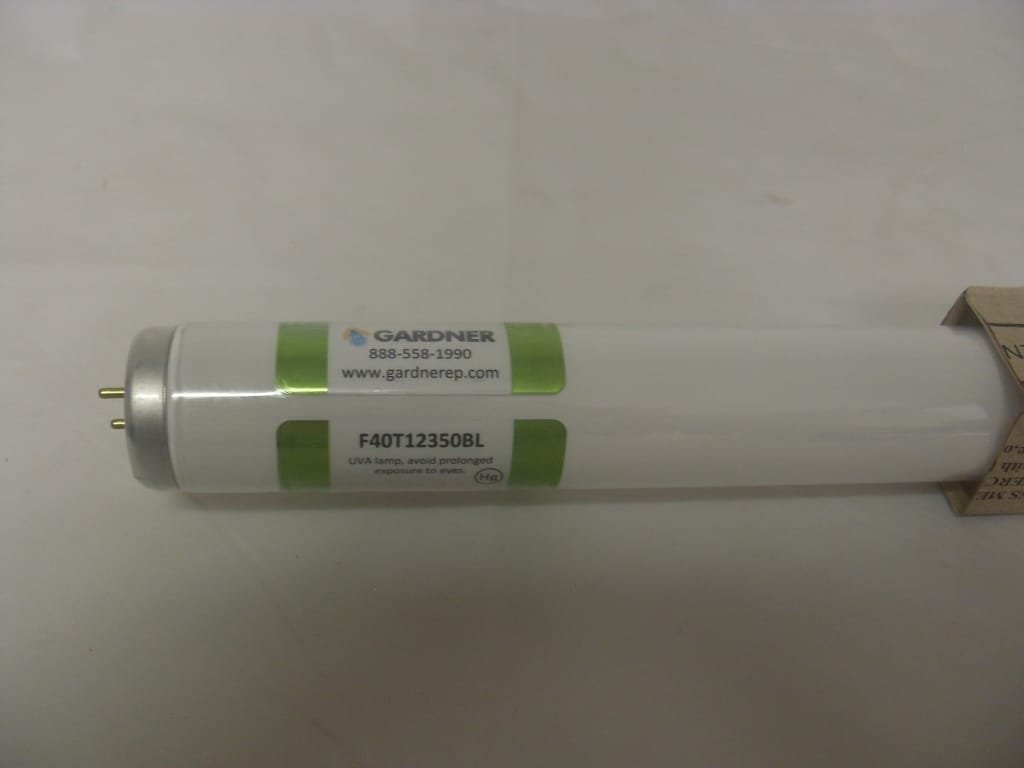 GARDNER
888-558-1990
www.gardnerep.com
F40T12350BL
UVA lamp, avoid prolonged
exposure to eyes.
Hg